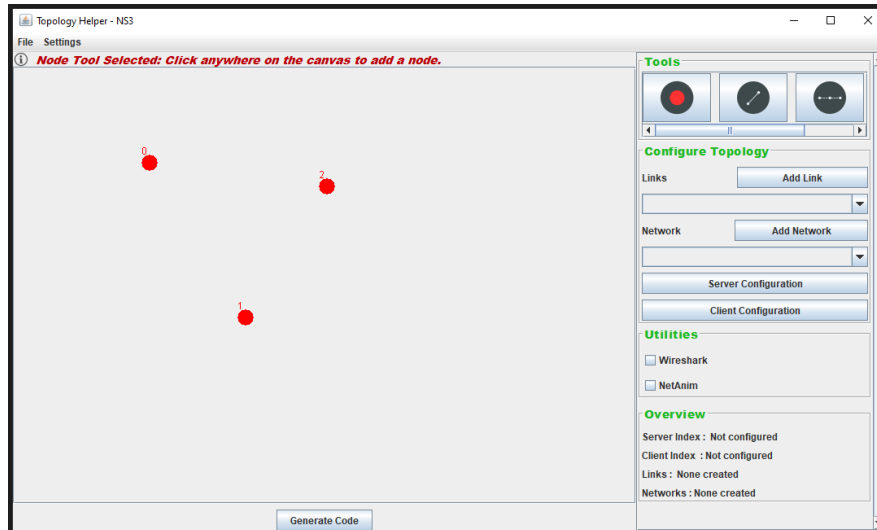 Topology Helper - NS3
File Settings
Node Tool Selected: Click anywhere on the canvas to add a node.
0
2
1
Generate Code
Tools
Configure Topology
Links Add Link
Network Add Network
Server Configuration
Client Configuration
Utilities
Wireshark
NetAnim
Overview
Server Index : Not configured
Client Index : Not configured
Links : None created
Networks : None created